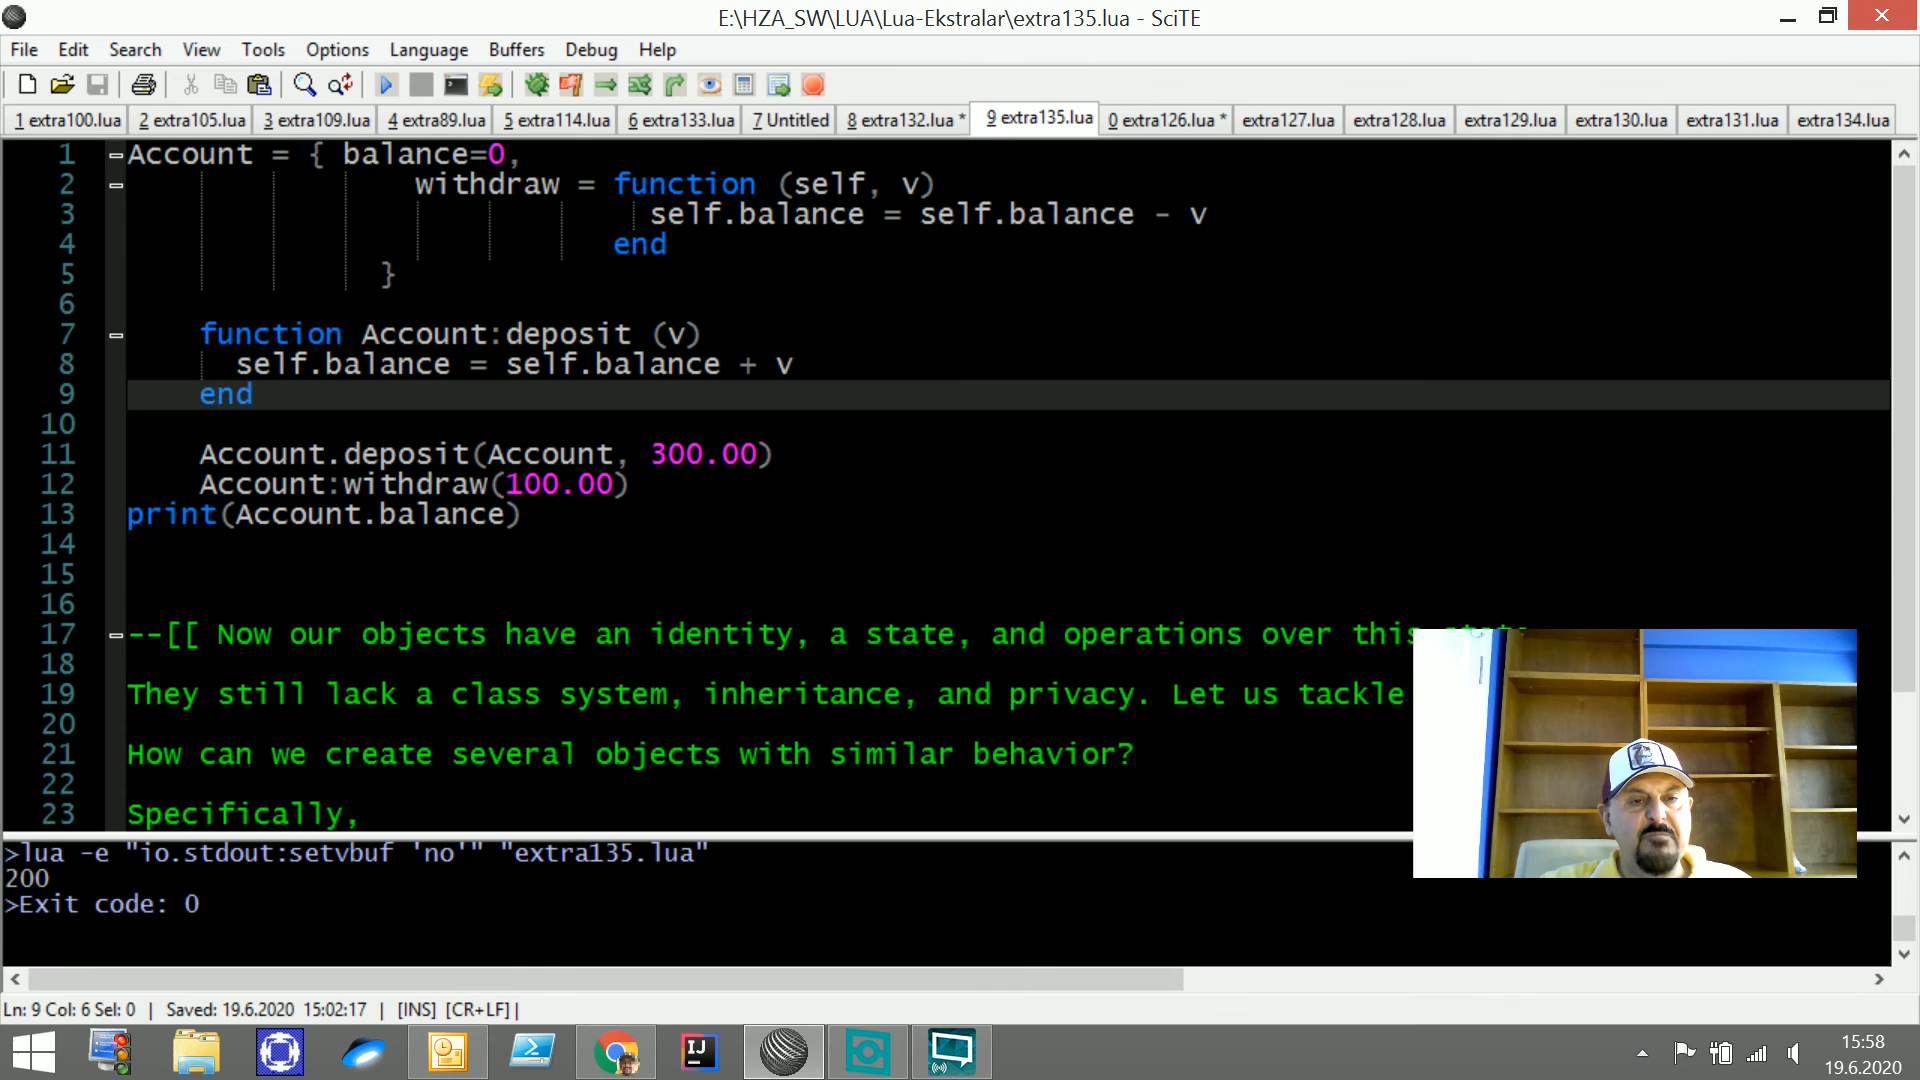 E:\HZA_SW\LUA\Lua-Ekstralar\extra135.lua - SciTE
File Edit Search View Tools Options Language Buffers Debug Help
1 extra100.lua 2 extra105.lua 3 extra109.lua 4 extra89.lua 5 extra114.lua 6 extra133.lua 7 Untitled 8 extra132.lua * 9 extra135.lua 0 extra126.lua * extra127.lua extra128.lua extra129.lua extra130.lua extra131.lua extra134.lua
1 Account = { balance=0,
2 withdraw = function (self, v)
3 self.balance = self.balance - v
4 end
5 }
6
7 function Account:deposit (v)
8 self.balance = self.balance + v
9 end
10
11 Account.deposit(Account, 300.00)
12 Account:withdraw(100.00)
13 print(Account.balance)
14
15
16
17 --[[ Now our objects have an identity, a state, and operations over this
18
19 They still lack a class system, inheritance, and privacy. Let us tackle
20
21 How can we create several objects with similar behavior?
22
23 Specifically,
>lua -e "io.stdout:setvbuf 'no'" "extra135.lua"
200
>Exit code: 0
Ln: 9 Col: 6 Sel: 0 | Saved: 19.6.2020 15:02:17 | [INS] [CR+LF] |
IJ
15:58
19.6.2020